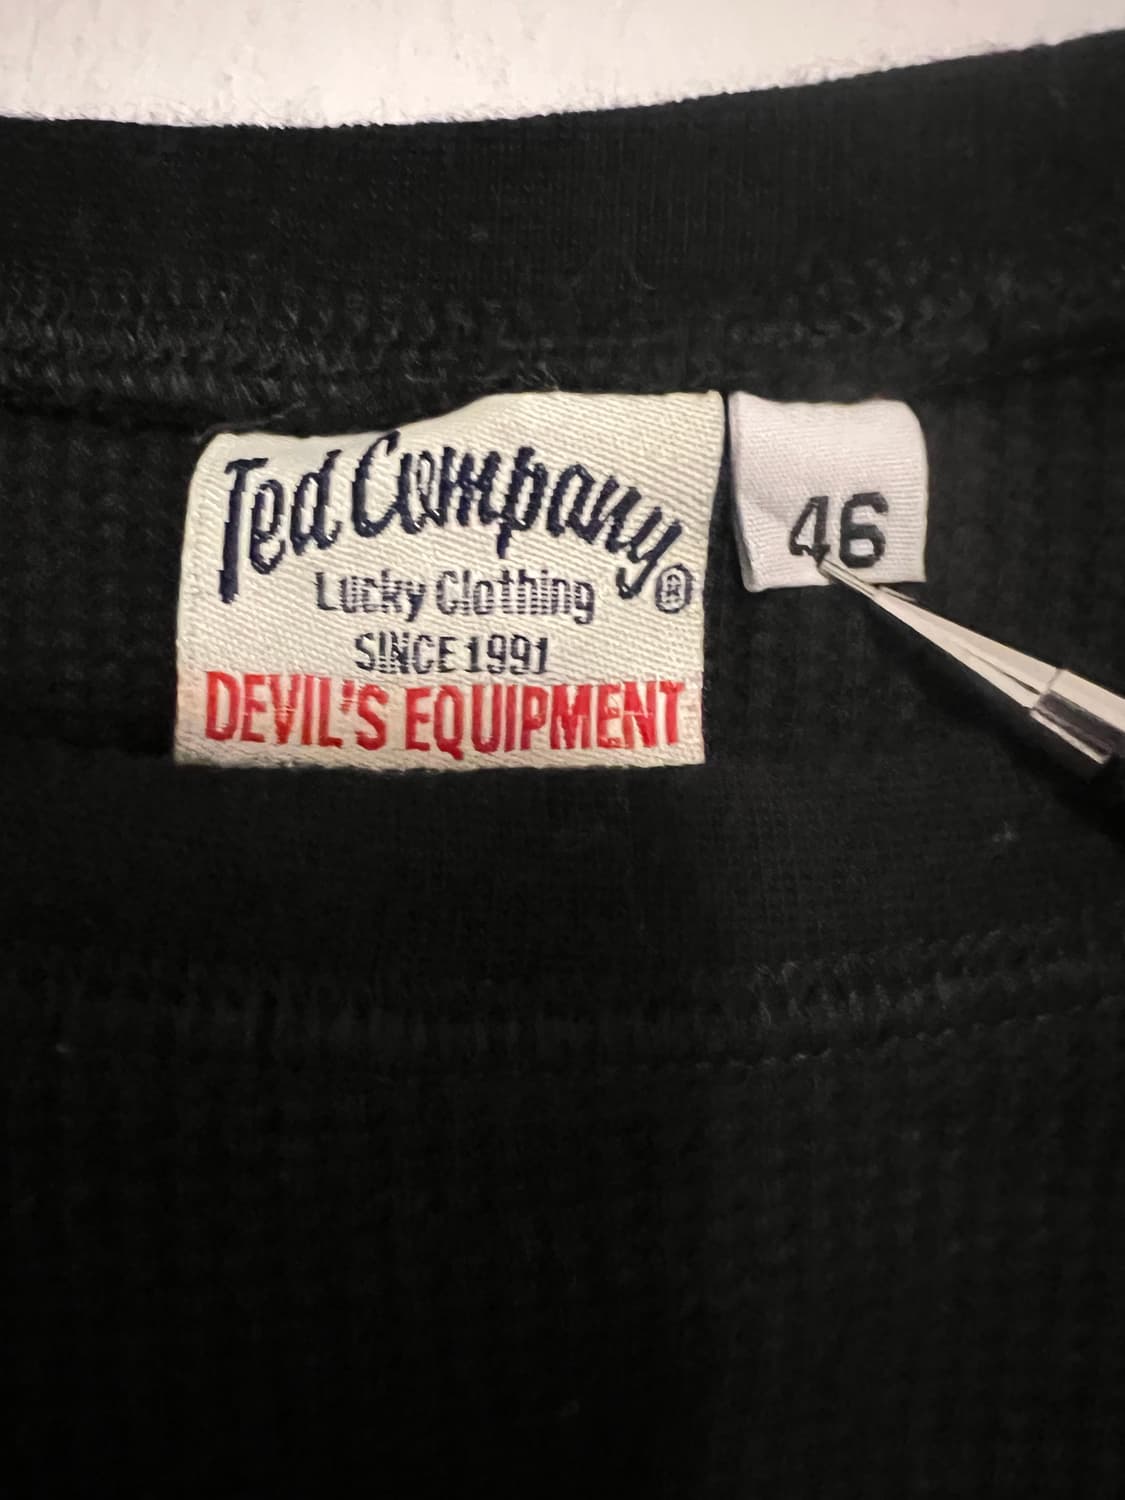 Ted Company®
Lucky Clothing
SINCE 1991
DEVIL'S EQUIPMENT
46